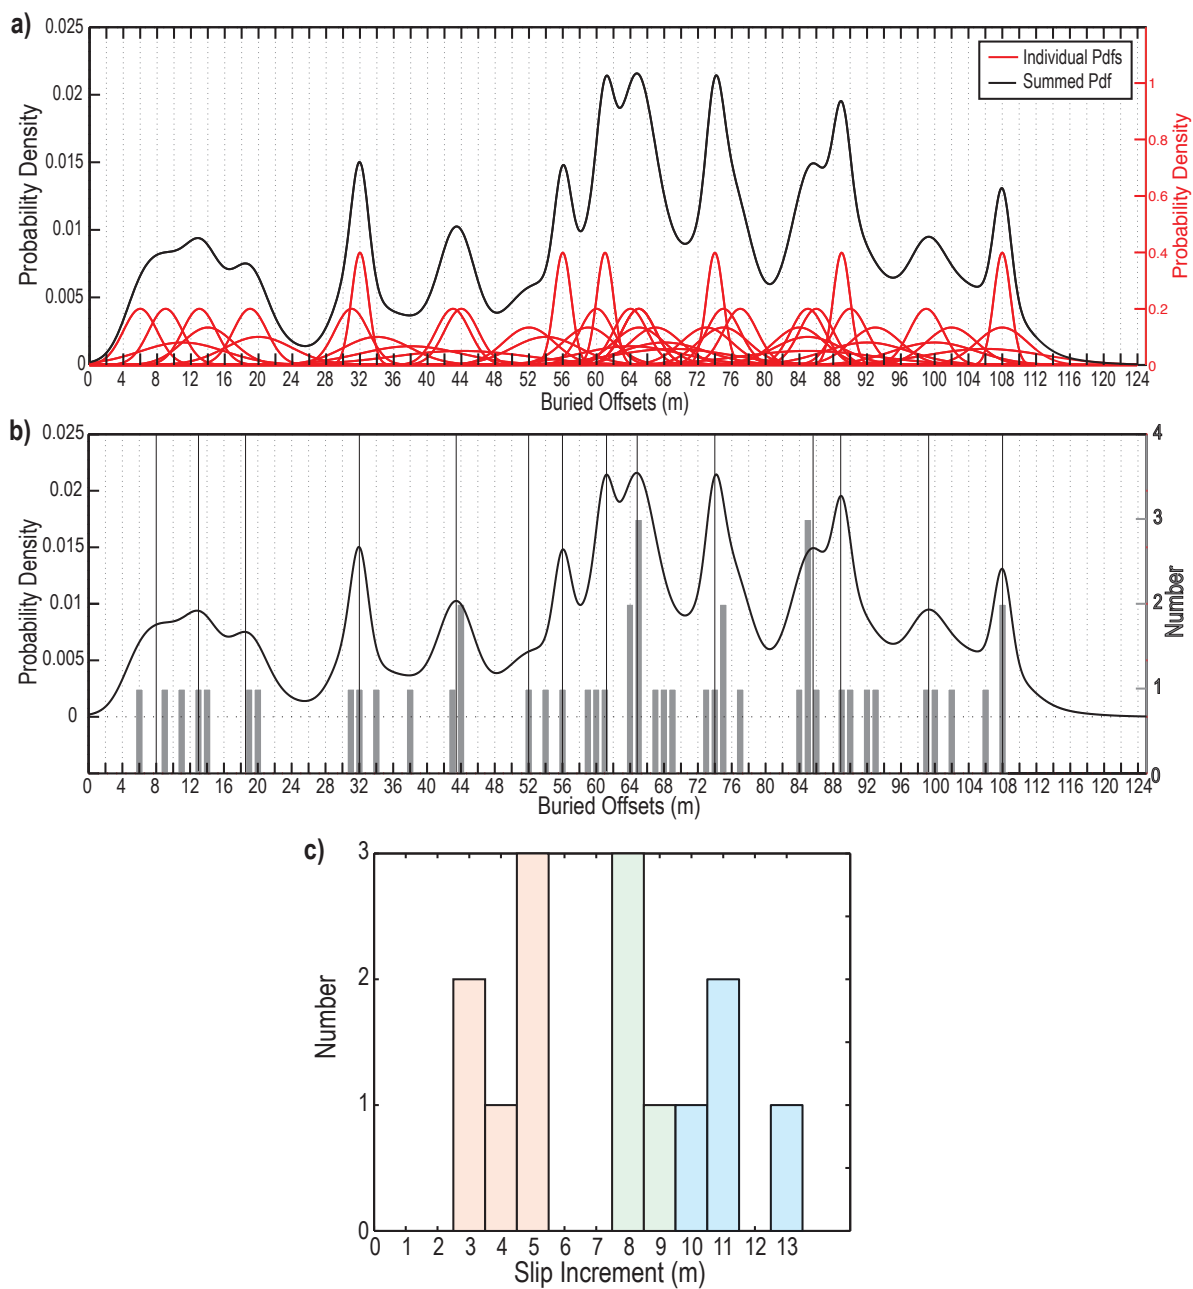 a)
0.025
0.02
0.015
0.01
0.005
0
Probability Density
Individual Pdfs
Summed Pdf
1
0.8
0.6
0.4
0.2
0
Probability Density
0 4 8 12 16 20 24 28 32 36 40 44 48 52 56 60 64 68 72 76 80 84 88 92 96 100 104 108 112 116 120 124
Buried Offsets (m)
b)
0.025
0.02
0.015
0.01
0.005
0
Probability Density
4
3
2
1
0
Number
0 4 8 12 16 20 24 28 32 36 40 44 48 52 56 60 64 68 72 76 80 84 88 92 96 100 104 108 112 116 120 124
Buried Offsets (m)
c)
3
2
1
0
Number
0 1 2 3 4 5 6 7 8 9 10 11 12 13
Slip Increment (m)